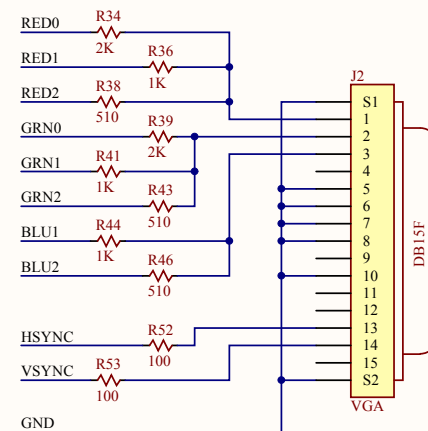 RED0
R34
2K
RED1
R36
1K
RED2
R38
510
GRN0
R39
2K
GRN1
R41
1K
GRN2
R43
510
BLU1
R44
1K
BLU2
R46
510
HSYNC
R52
100
VSYNC
R53
100
GND
J2
S1
1
2
3
4
5
6
7
8
9
10
11
12
13
14
15
S2
VGA
DB15F